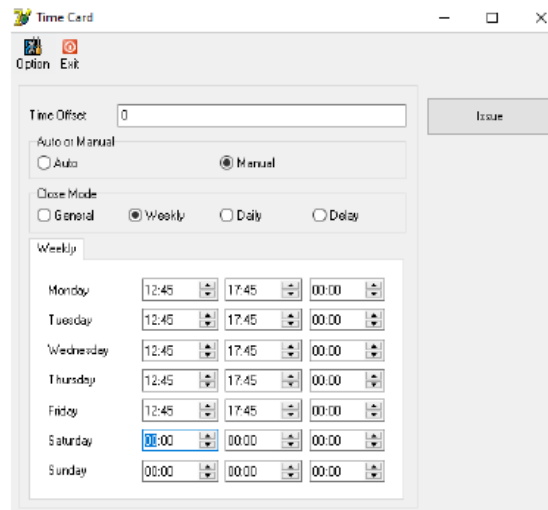 Time Card
Option Exit
Time Offset 0
Issue
Auto or Manual
Auto Manual
Close Mode
General Weekly Daily Delay
Weekly
Monday 12:45 17:45 00:00
Tuesday 12:45 17:45 00:00
Wednesday 12:45 17:45 00:00
Thursday 12:45 17:45 00:00
Friday 12:45 17:45 00:00
Saturday 00:00 00:00 00:00
Sunday 00:00 00:00 00:00